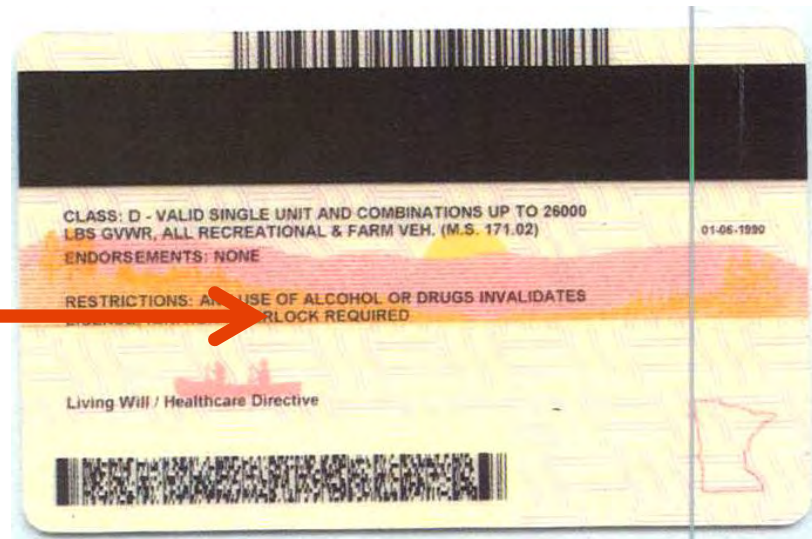 CLASS: D - VALID SINGLE UNIT AND COMBINATIONS UP TO 26000
LBS GVWR, ALL RECREATIONAL & FARM VEH. (M.S. 171.02)
01-06-1990
ENDORSEMENTS: NONE
RESTRICTIONS: USE OF ALCOHOL OR DRUGS INVALIDATES
REQUIRED
Living Will / Healthcare Directive